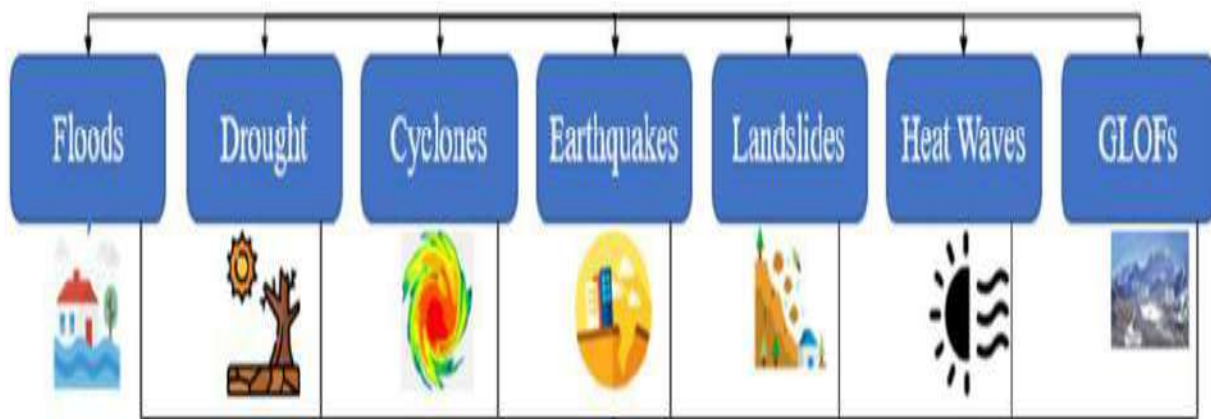 Floods
Drought
Cyclones
Earthquakes
Landslides
Heat Waves
GLOFs